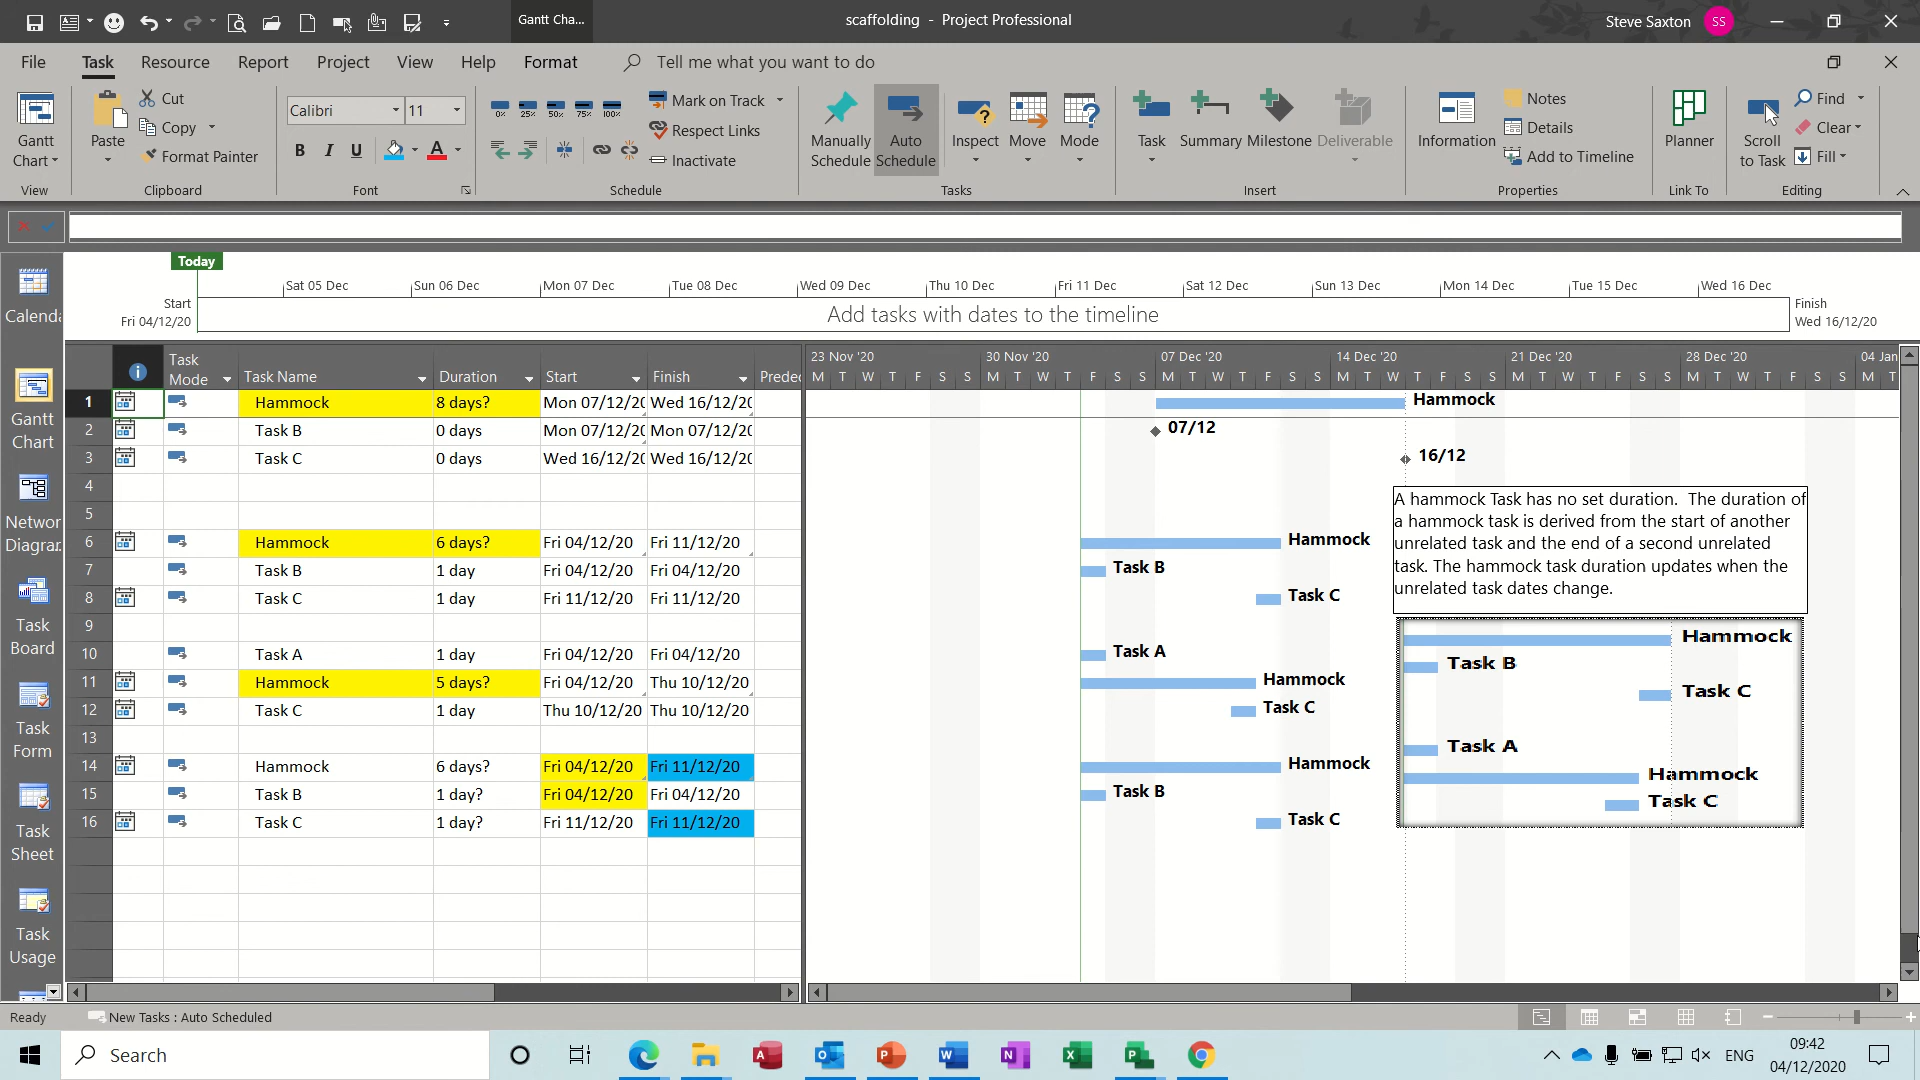 Gantt Cha...
scaffolding - Project Professional
Steve Saxton
SS
File
Task
Resource
Report
Project
View
Help
Format
Tell me what you want to do
Gantt
Chart
View
Paste
Cut
Copy
Format Painter
Clipboard
Calibri
11
B I U
A
Font
0%
25%
50%
75%
100%
Mark on Track
Respect Links
Inactivate
Schedule
Manually
Schedule
Auto
Schedule
Inspect
Move
Mode
Tasks
Task
Summary
Milestone
Deliverable
Insert
Information
Notes
Details
Add to Timeline
Properties
Planner
Link To
Scroll
to Task
Find
Clear
Fill
Editing
Today
Start
Fri 04/12/20
Sat 05 Dec
Sun 06 Dec
Mon 07 Dec
Tue 08 Dec
Wed 09 Dec
Thu 10 Dec
Fri 11 Dec
Sat 12 Dec
Sun 13 Dec
Mon 14 Dec
Tue 15 Dec
Wed 16 Dec
Add tasks with dates to the timeline
Finish
Wed 16/12/20
Calenda
Gantt
Chart
Networ
Diagran
Task
Board
Task
Form
Task
Sheet
Task
Usage
Task
Mode
Task Name
Duration
Start
Finish
Predec
1 Hammock 8 days? Mon 07/12/20 Wed 16/12/20
2 Task B 0 days Mon 07/12/20 Mon 07/12/20
3 Task C 0 days Wed 16/12/20 Wed 16/12/20
4
5
6 Hammock 6 days? Fri 04/12/20 Fri 11/12/20
7 Task B 1 day Fri 04/12/20 Fri 04/12/20
8 Task C 1 day Fri 11/12/20 Fri 11/12/20
9
10 Task A 1 day Fri 04/12/20 Fri 04/12/20
11 Hammock 5 days? Fri 04/12/20 Thu 10/12/20
12 Task C 1 day Thu 10/12/20 Thu 10/12/20
13
14 Hammock 6 days? Fri 04/12/20 Fri 11/12/20
15 Task B 1 day? Fri 04/12/20 Fri 04/12/20
16 Task C 1 day? Fri 11/12/20 Fri 11/12/20
23 Nov '20
30 Nov '20
07 Dec '20
14 Dec '20
21 Dec '20
28 Dec '20
04 Jan
M T W T F S S M T W T F S S M T W T F S S M T W T F S S M T W T F S S M T W T F S S M T
Hammock
07/12
16/12
Hammock
Task B
Task C
Task A
Hammock
Task C
Hammock
Task B
Task C
A hammock Task has no set duration. The duration of
a hammock task is derived from the start of another
unrelated task and the end of a second unrelated
task. The hammock task duration updates when the
unrelated task dates change.
Hammock
Task B
Task C
Task A
Hammock
Task C
Ready
New Tasks : Auto Scheduled
Search
ENG
09:42
04/12/2020